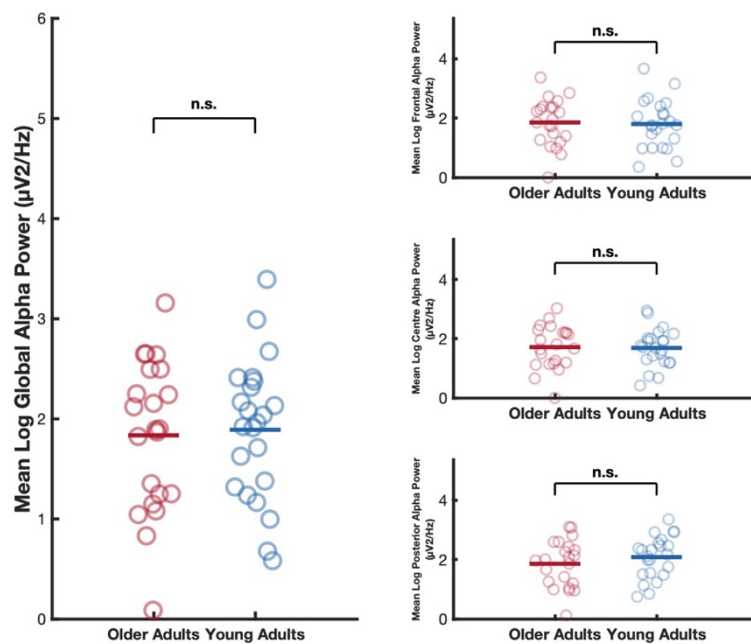 Mean Log Global Alpha Power (µV2/Hz)
6
5
4
3
2
1
0
n.s.
Older Adults Young Adults
Mean Log Frontal Alpha Power
(µV2/Hz)
4
2
0
n.s.
Older Adults Young Adults
Mean Log Centre Alpha Power
(µV2/Hz)
4
2
0
n.s.
Older Adults Young Adults
Mean Log Posterior Alpha Power
(µV2/Hz)
4
2
0
n.s.
Older Adults Young Adults